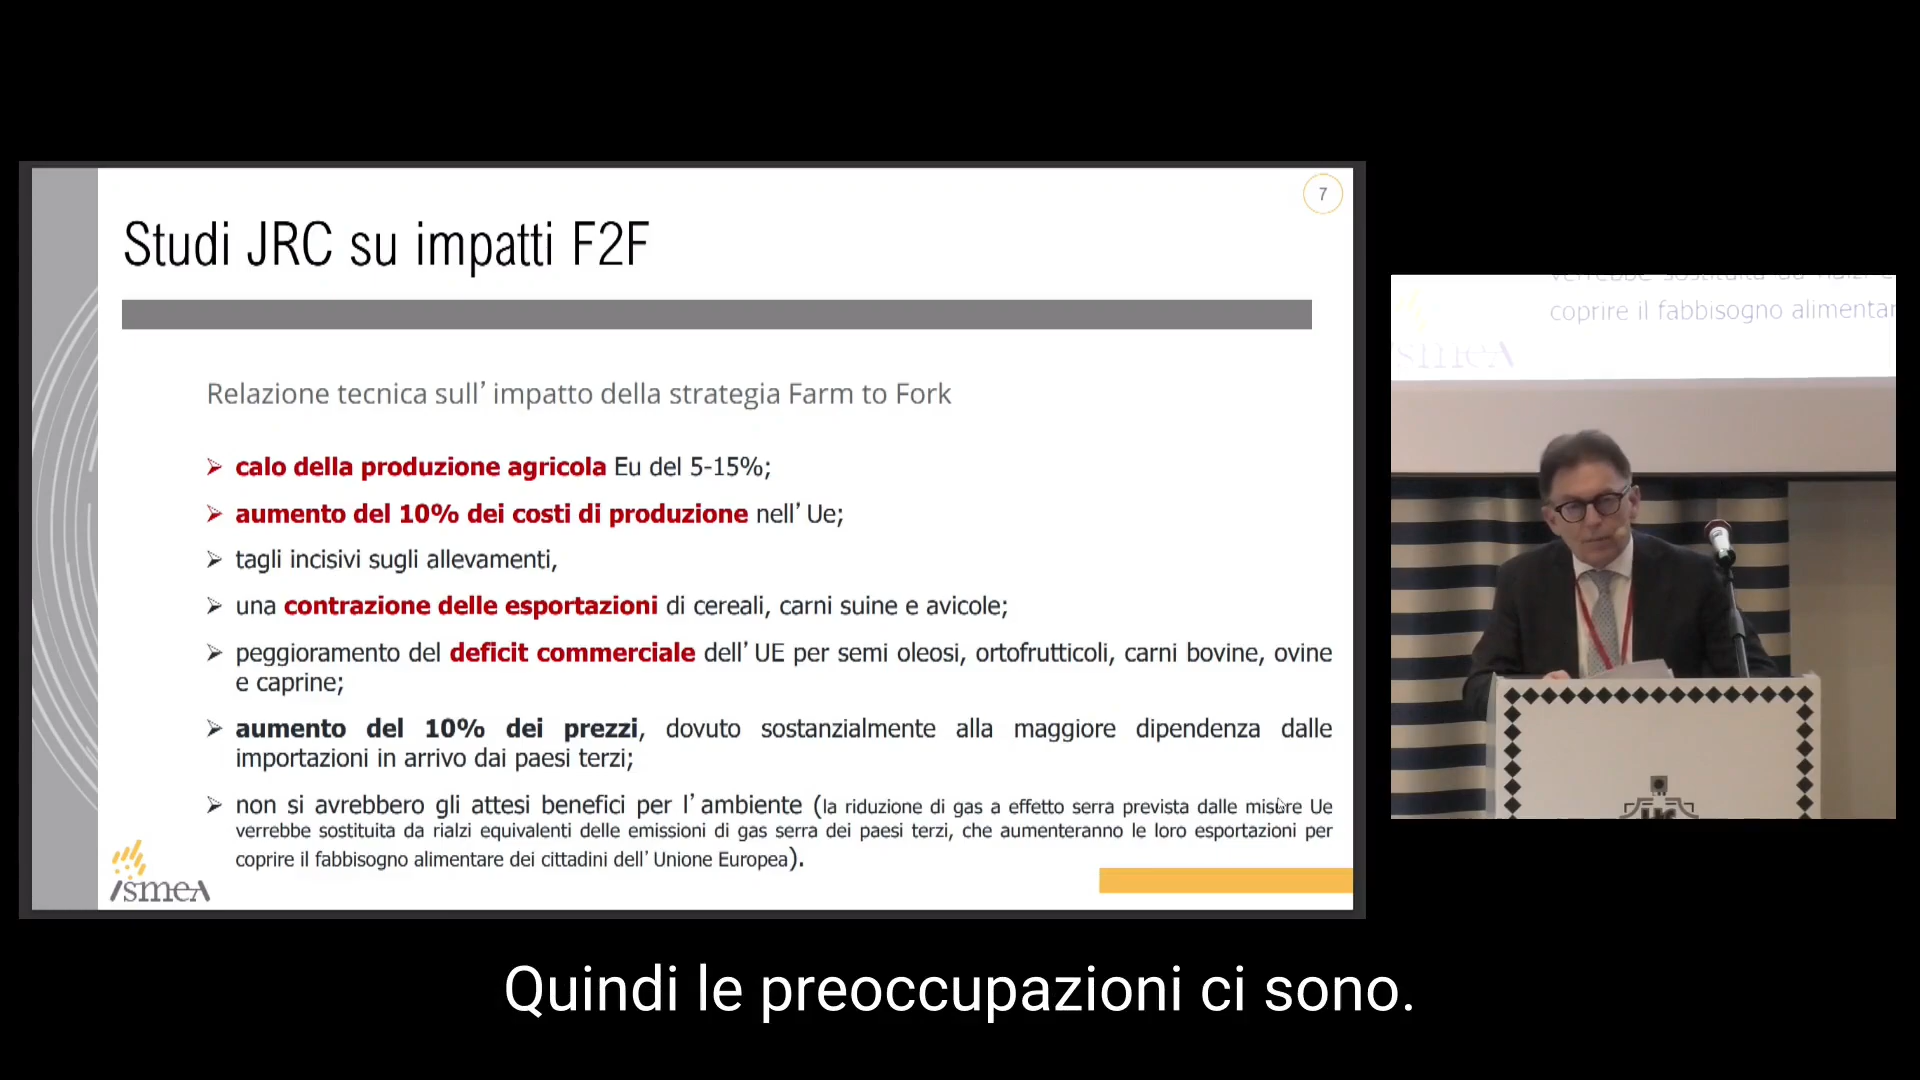 7
Studi JRC su impatti F2F
Relazione tecnica sull’ impatto della strategia Farm to Fork
➢ calo della produzione agricola Eu del 5-15%;
➢ aumento del 10% dei costi di produzione nell’ Ue;
➢ tagli incisivi sugli allevamenti,
➢ una contrazione delle esportazioni di cereali, carni suine e avicole;
➢ peggioramento del deficit commerciale dell’ UE per semi oleosi, ortofrutticoli, carni bovine, ovine
e caprine;
➢ aumento del 10% dei prezzi, dovuto sostanzialmente alla maggiore dipendenza dalle
importazioni in arrivo dai paesi terzi;
➢ non si avrebbero gli attesi benefici per l’ ambiente (la riduzione di gas a effetto serra prevista dalle misure Ue
verrebbe sostituita da rialzi equivalenti delle emissioni di gas serra dei paesi terzi, che aumenteranno le loro esportazioni per
coprire il fabbisogno alimentare dei cittadini dell’ Unione Europea).
ismea
verrebbe sostituita da rialzi
coprire il fabbisogno alimentar
smeA
Quindi le preoccupazioni ci sono.